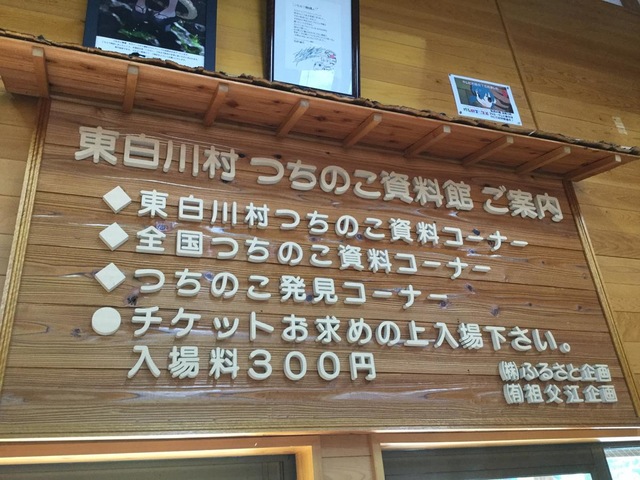 東白川村 つちのこ資料館 ご案内
◆東白川村つちのこ資料コーナー
◆全国つちのこ資料コーナー
◆つちのこ発見コーナー
●チケットお求めの上入場下さい。
入場料300円
㈱ふるさと企画
㈲祖父江企画